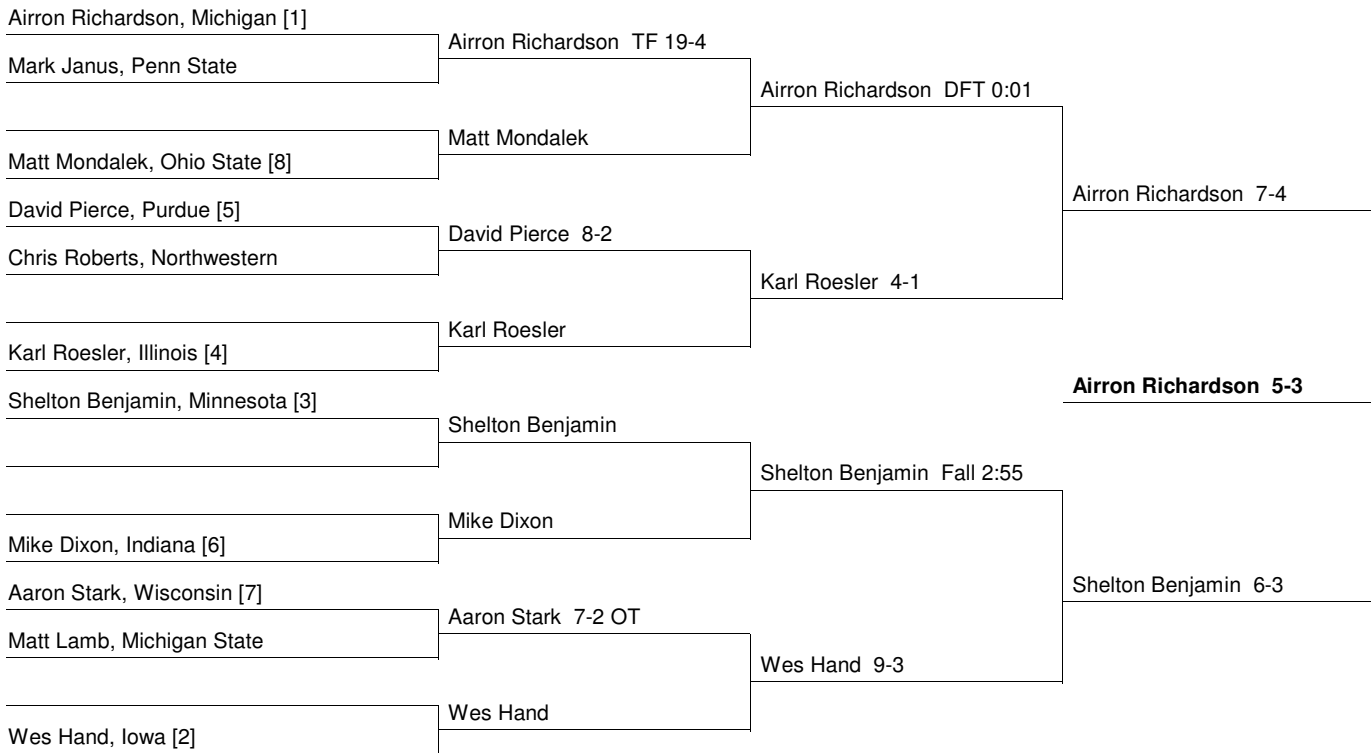 Airron Richardson, Michigan [1]
Airron Richardson  TF 19-4
Mark Janus, Penn State
Airron Richardson  DFT 0:01
Matt Mondalek
Matt Mondalek, Ohio State [8]
Airron Richardson  7-4
David Pierce, Purdue [5]
David Pierce  8-2
Chris Roberts, Northwestern
Karl Roesler  4-1
Karl Roesler
Karl Roesler, Illinois [4]
Airron Richardson  5-3
Shelton Benjamin, Minnesota [3]
Shelton Benjamin
Shelton Benjamin  Fall 2:55
Mike Dixon
Mike Dixon, Indiana [6]
Shelton Benjamin  6-3
Aaron Stark, Wisconsin [7]
Aaron Stark  7-2 OT
Matt Lamb, Michigan State
Wes Hand  9-3
Wes Hand
Wes Hand, Iowa [2]